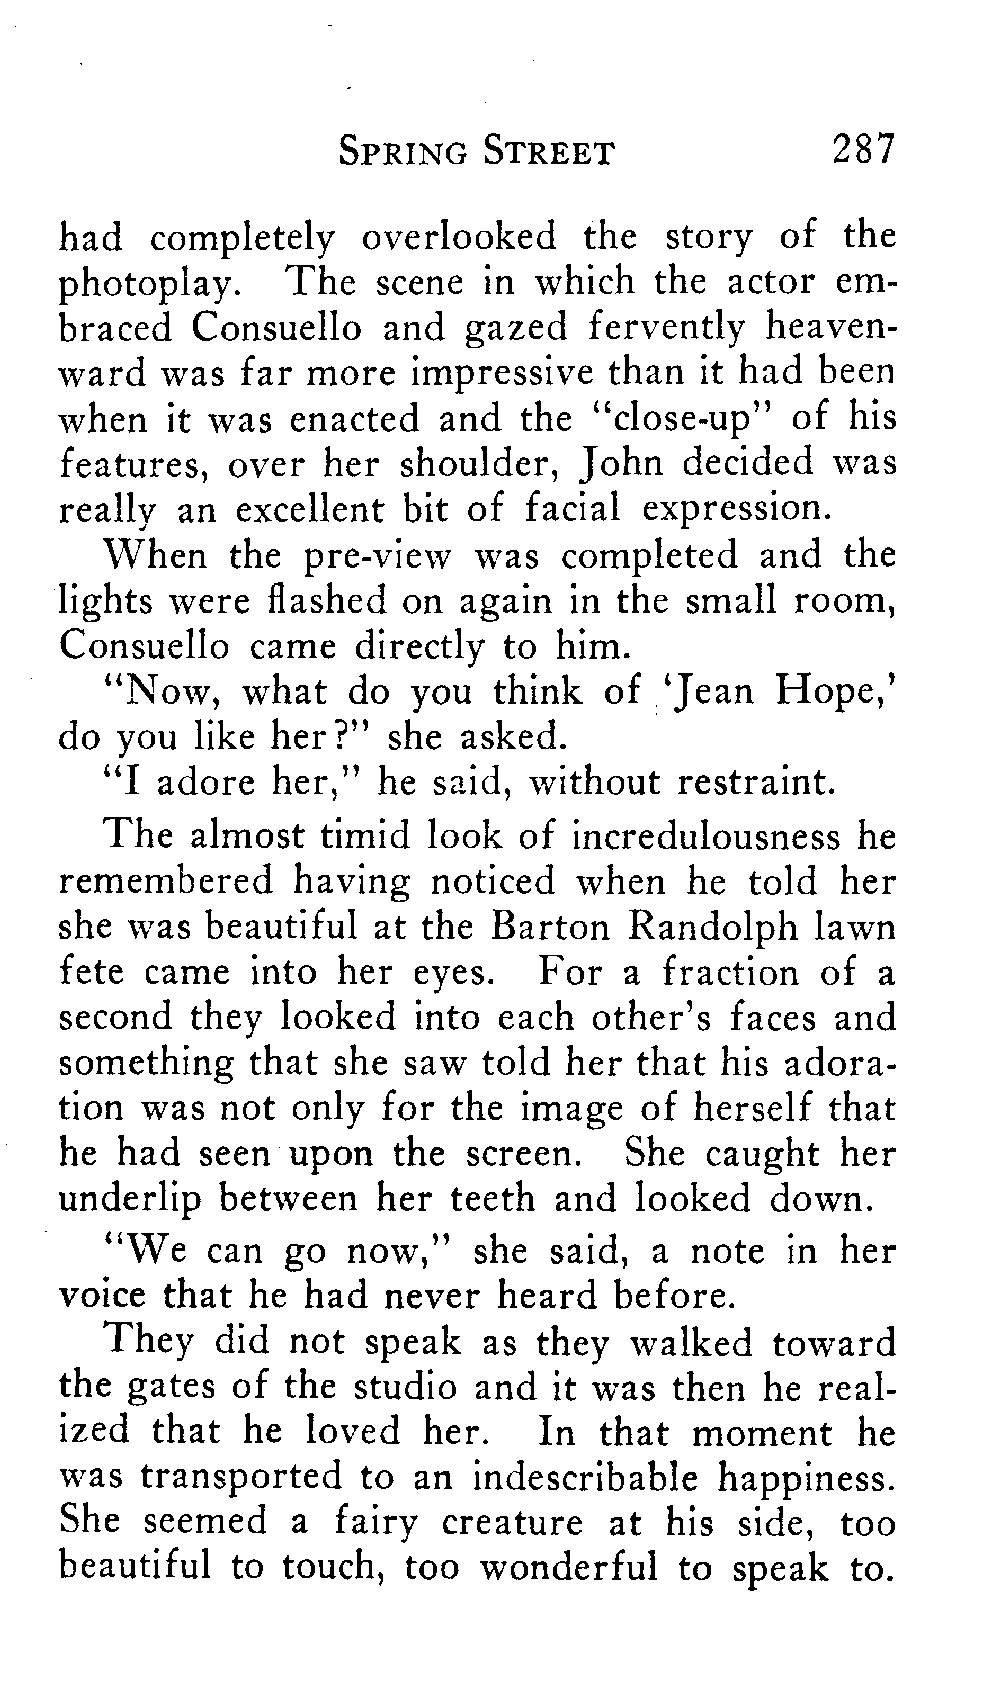 SPRING STREET 287
had completely overlooked the story of the
photoplay. The scene in which the actor em-
braced Consuello and gazed fervently heaven-
ward was far more impressive than it had been
when it was enacted and the "close-up" of his
features, over her shoulder, John decided was
really an excellent bit of facial expression.
When the pre-view was completed and the
lights were flashed on again in the small room,
Consuello came directly to him.
"Now, what do you think of 'Jean Hope,'
do you like her?" she asked.
"I adore her," he said, without restraint.
The almost timid look of incredulousness he
remembered having noticed when he told her
she was beautiful at the Barton Randolph lawn
fete came into her eyes. For a fraction of a
second they looked into each other's faces and
something that she saw told her that his adora-
tion was not only for the image of herself that
he had seen upon the screen. She caught her
underlip between her teeth and looked down.
"We can go now," she said, a note in her
voice that he had never heard before.
They did not speak as they walked toward
the gates of the studio and it was then he real-
ized that he loved her. In that moment he
was transported to an indescribable happiness.
She seemed a fairy creature at his side, too
beautiful to touch, too wonderful to speak to.